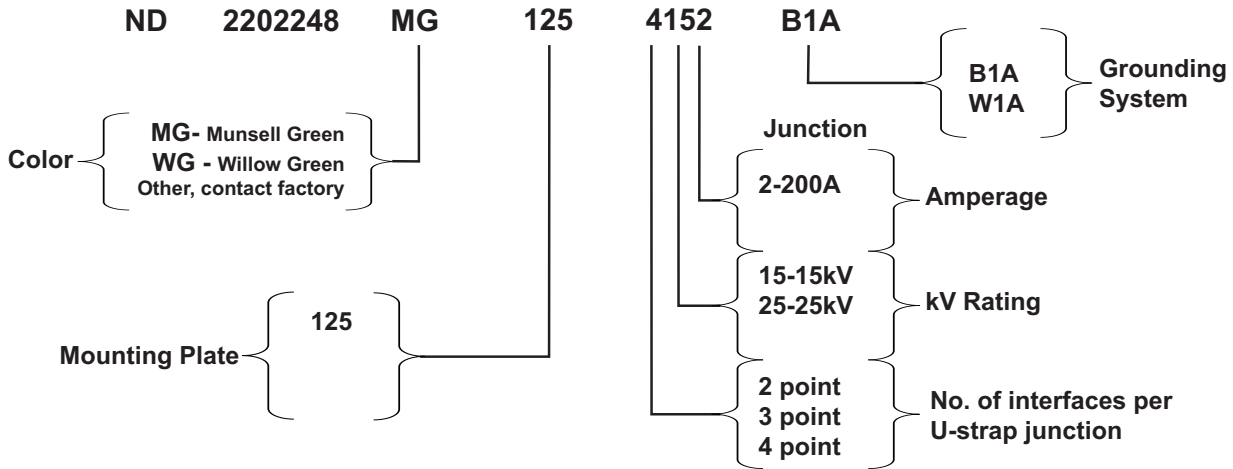 ND 2202248 MG 125 4152 B1A
B1A
W1A
Grounding
System
Color
MG- Munsell Green
WG - Willow Green
Other, contact factory
Junction
2-200A
Amperage
15-15kV
25-25kV
kV Rating
Mounting Plate
125
2 point
3 point
4 point
No. of interfaces per
U-strap junction